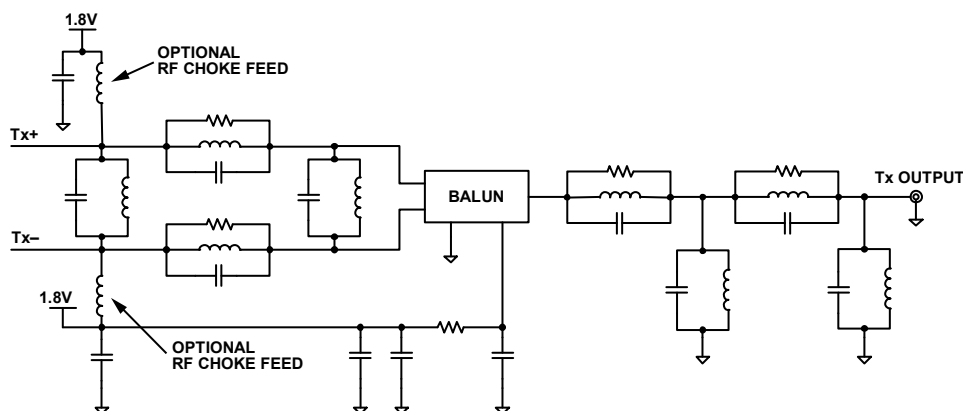 1.8V
OPTIONAL
RF CHOKE FEED
Tx+
Tx OUTPUT
BALUN
Tx–
1.8V
OPTIONAL
RF CHOKE FEED